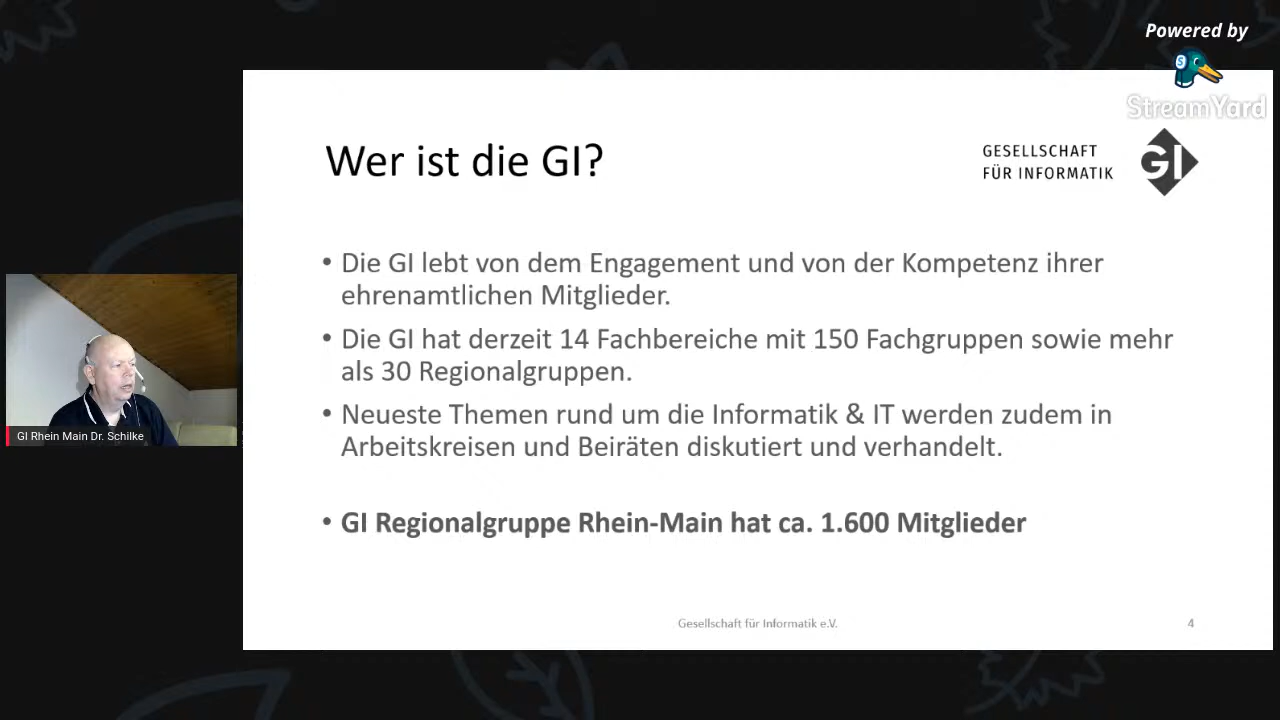 Powered by
StreamYard
Wer ist die GI?
GESELLSCHAFT
FÜR INFORMATIK
GI
• Die GI lebt von dem Engagement und von der Kompetenz ihrer
ehrenamtlichen Mitglieder.
• Die GI hat derzeit 14 Fachbereiche mit 150 Fachgruppen sowie mehr
als 30 Regionalgruppen.
• Neueste Themen rund um die Informatik & IT werden zudem in
Arbeitskreisen und Beiräten diskutiert und verhandelt.
• GI Regionalgruppe Rhein-Main hat ca. 1.600 Mitglieder
GI Rhein Main Dr. Schilke
Gesellschaft für Informatik e.V.
4